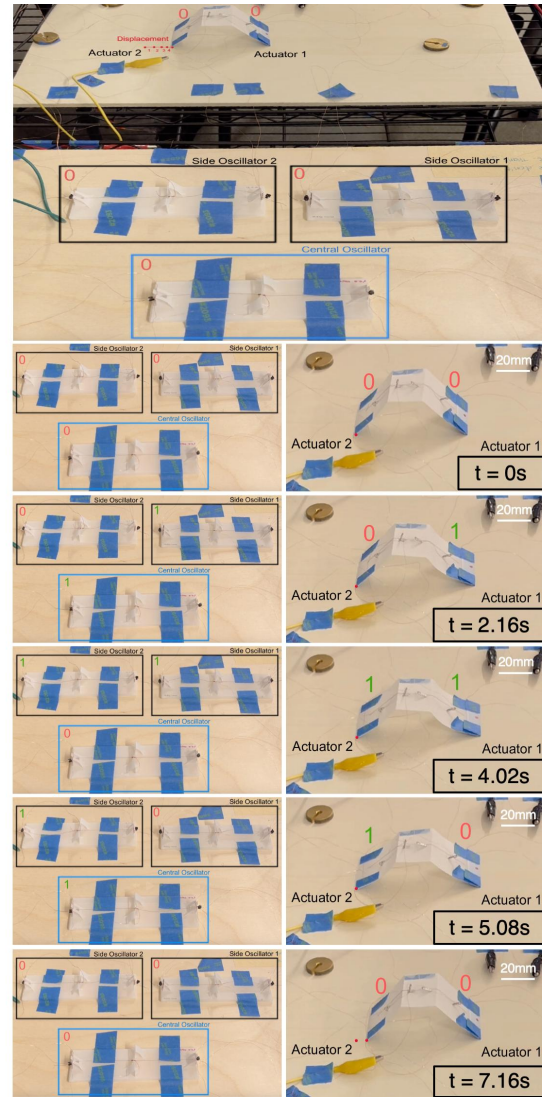 0 0
Displacement
Actuator 2 Actuator 1
Side Oscillator 2 Side Oscillator 1
0 0
Central Oscillator
0
Side Oscillator 2 Side Oscillator 1
0 0
Central Oscillator
0
0 0
20mm
Actuator 2 Actuator 1
t = 0s
Side Oscillator 2 Side Oscillator 1
0 1
Central Oscillator
1
0 1
20mm
Actuator 2 Actuator 1
t = 2.16s
Side Oscillator 2 Side Oscillator 1
1 1
Central Oscillator
0
1 1
20mm
Actuator 2 Actuator 1
t = 4.02s
Side Oscillator 2 Side Oscillator 1
1 0
Central Oscillator
1
1 0
20mm
Actuator 2 Actuator 1
t = 5.08s
Side Oscillator 2 Side Oscillator 1
0 0
Central Oscillator
0
0 0
20mm
Actuator 2 Actuator 1
t = 7.16s